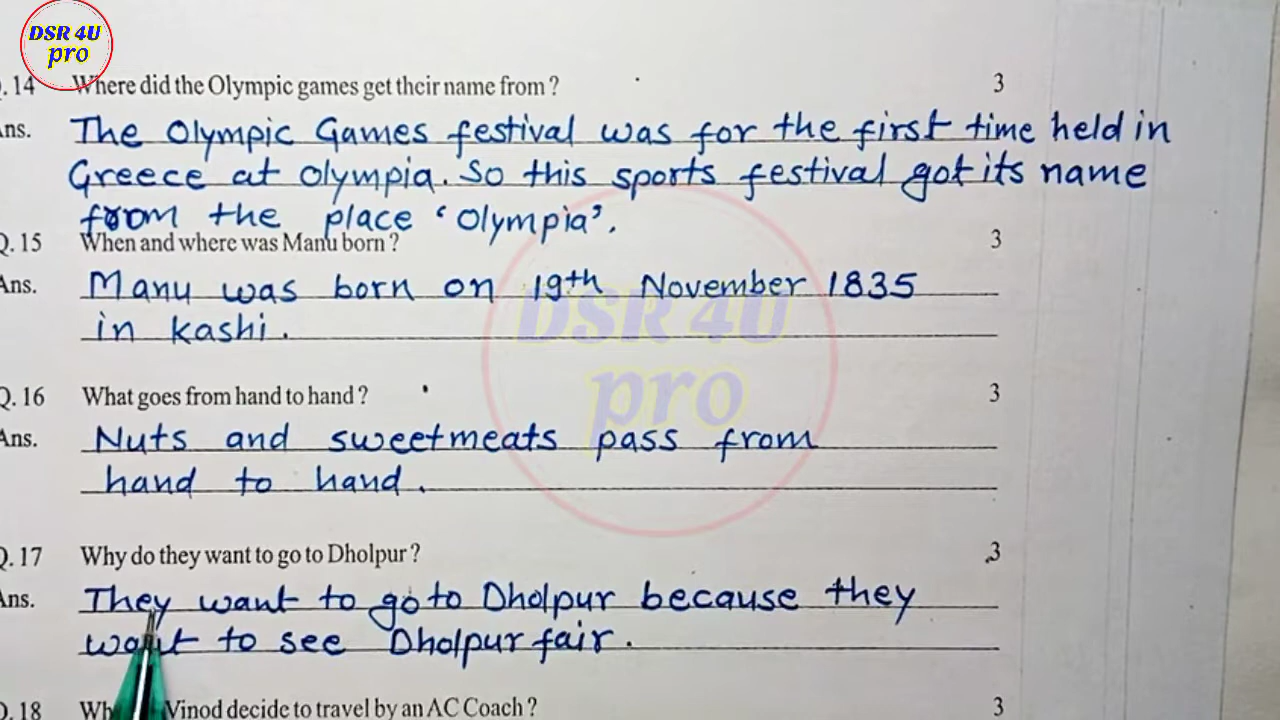 DSR 4U
pro
. 14 Where did the Olympic games get their name from ? 3
ns. The Olympic Games festival was for the first time held in
Greece at Olympia. So this sports festival got its name
from the place ‘Olympia’.
Q. 15 When and where was Manu born ? 3
Ans. Manu was born on 19th November 1835
in kashi.
DSR 4U
pro
Q. 16 What goes from hand to hand ? 3
Ans. Nuts and sweetmeats pass from
hand to hand.
Q. 17 Why do they want to go to Dholpur ? 3
Ans. They want to go to Dholpur because they
want to see Dholpur fair.
Q. 18 Vinod decide to travel by an AC Coach ? 3